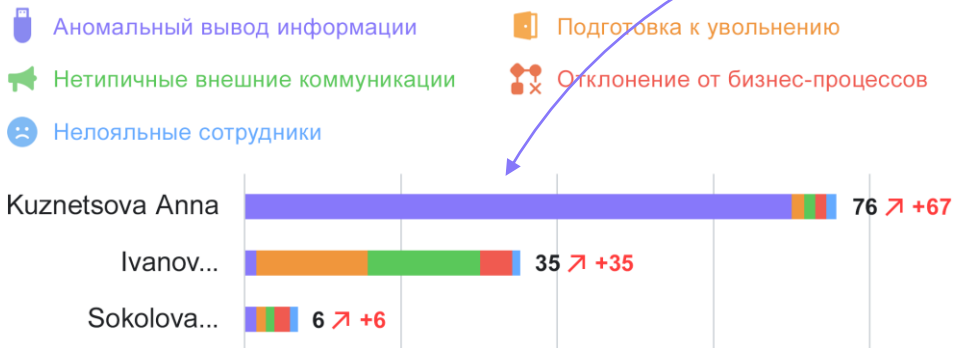 Аномальный вывод информации
Подготовка к увольнению
Нетипичные внешние коммуникации
Отклонение от бизнес-процессов
Нелояльные сотрудники
Kuznetsova Anna 76 ↗ +67
Ivanov... 35 ↗ +35
Sokolova... 6 ↗ +6